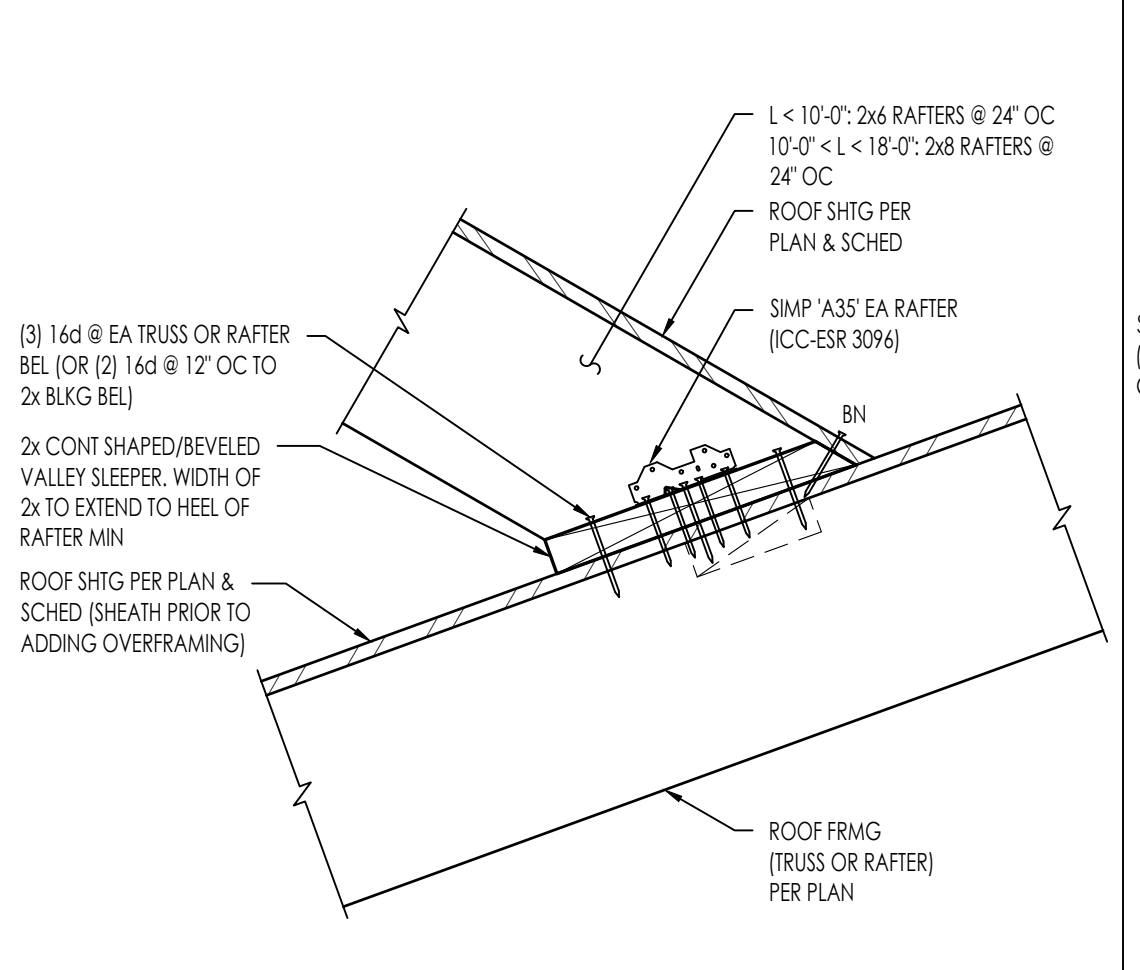 L < 10'-0": 2x6 RAFTERS @ 24" OC
10'-0" < L < 18'-0": 2x8 RAFTERS @
24" OC
ROOF SHTG PER
PLAN & SCHED
SIMP 'A35' EA RAFTER
(ICC-ESR 3096)
(3) 16d @ EA TRUSS OR RAFTER
BEL (OR (2) 16d @ 12" OC TO
2x BLKG BEL)
BN
2x CONT SHAPED/BEVELED
VALLEY SLEEPER. WIDTH OF
2x TO EXTEND TO HEEL OF
RAFTER MIN
ROOF SHTG PER PLAN &
SCHED (SHEATH PRIOR TO
ADDING OVERFRAMING)
ROOF FRMG
(TRUSS OR RAFTER)
PER PLAN